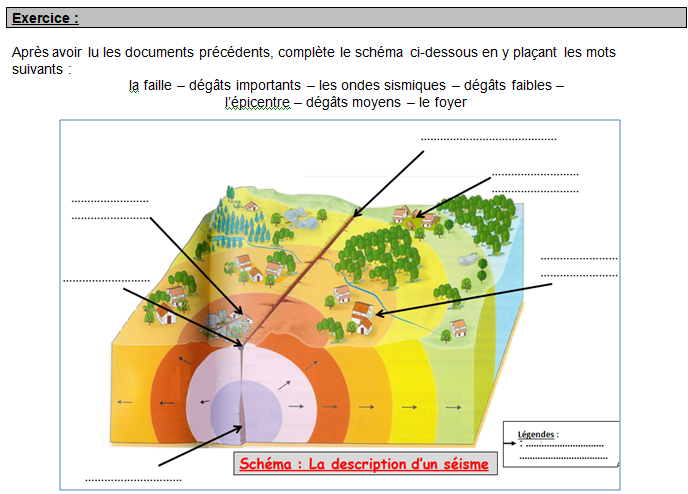 Exercice :
Après avoir lu les documents précédents, complète le schéma ci-dessous en y plaçant les mots
suivants :
la faille – dégâts importants – les ondes sismiques – dégâts faibles –
l'épicentre – dégâts moyens – le foyer
.......................................
.........................
.........................
......................
......................
......................
......................
.........................
Légendes :
: ......................
.........................
Schéma : La description d'un séisme
............................